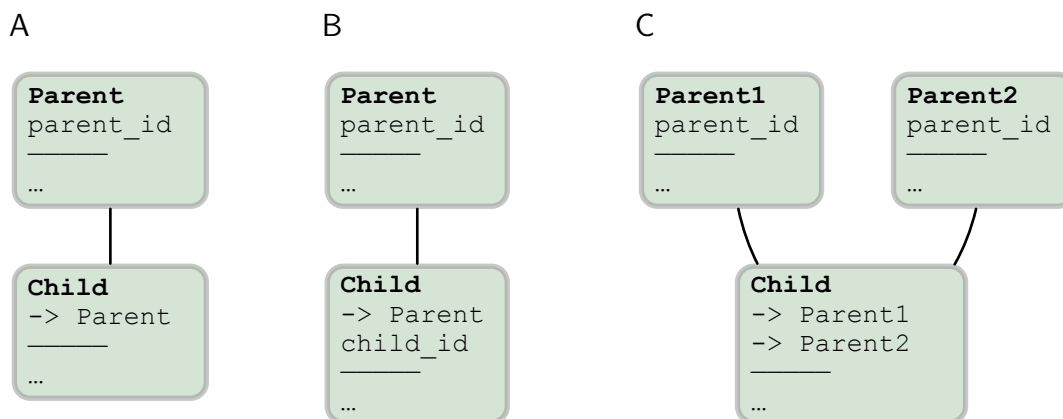 A
Parent
parent_id
…
Child
-> Parent
…
B
Parent
parent_id
…
Child
-> Parent
child_id
…
C
Parent1
parent_id
…
Parent2
parent_id
…
Child
-> Parent1
-> Parent2
…